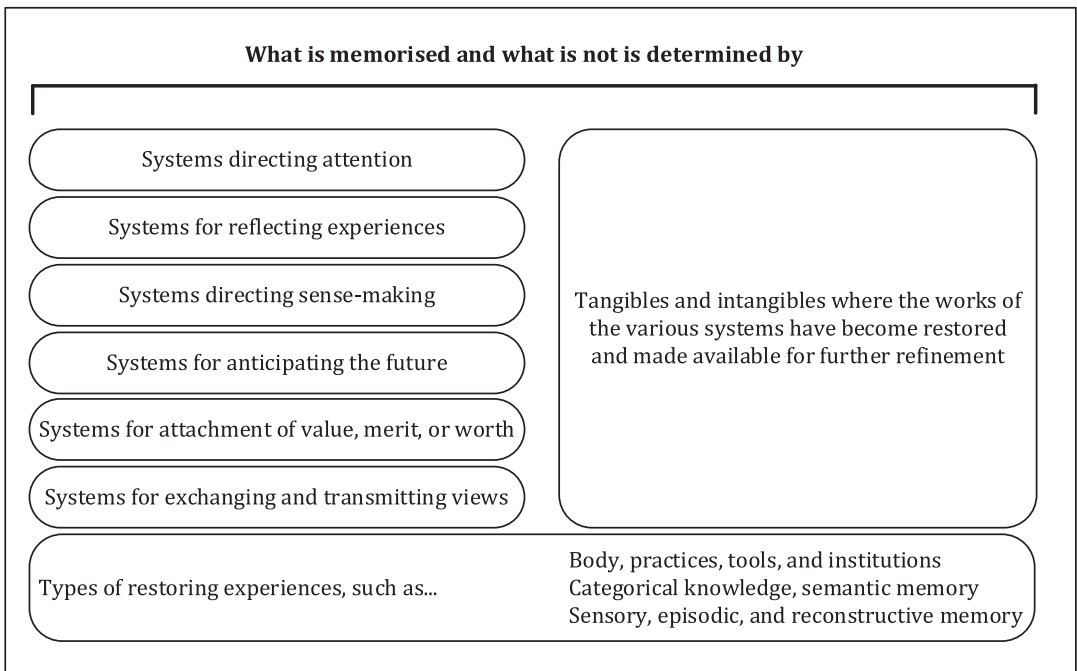 What is memorised and what is not is determined by
Systems directing attention
Systems for reflecting experiences
Systems directing sense-making
Systems for anticipating the future
Systems for attachment of value, merit, or worth
Systems for exchanging and transmitting views
Tangibles and intangibles where the works of
the various systems have become restored
and made available for further refinement
Types of restoring experiences, such as...
Body, practices, tools, and institutions
Categorical knowledge, semantic memory
Sensory, episodic, and reconstructive memory